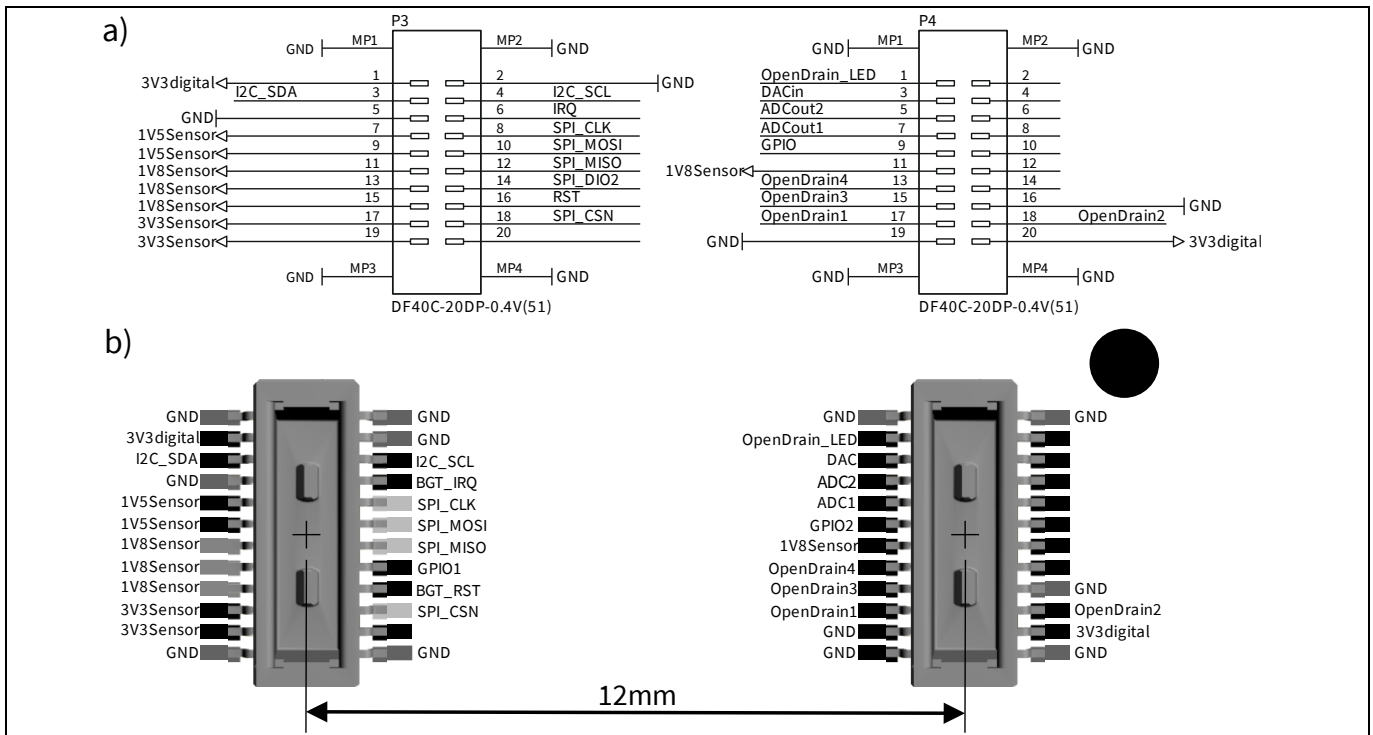 a)
P3
GND MP1 MP2 GND
3V3digital 1 2 GND
I2C_SDA 3 4 I2C_SCL
GND 5 6 IRQ
1V5Sensor 7 8 SPI_CLK
1V5Sensor 9 10 SPI_MOSI
1V8Sensor 11 12 SPI_MISO
1V8Sensor 13 14 SPI_DIO2
1V8Sensor 15 16 RST
3V3Sensor 17 18 SPI_CSN
3V3Sensor 19 20
GND MP3 MP4 GND
DF40C-20DP-0.4V(51)
P4
GND MP1 MP2 GND
OpenDrain_LED 1 2
DACin 3 4
ADCout2 5 6
ADCout1 7 8
GPIO 9 10
1V8Sensor 11 12
OpenDrain4 13 14
OpenDrain3 15 16 GND
OpenDrain1 17 18 OpenDrain2
GND 19 20 3V3digital
GND MP3 MP4 GND
DF40C-20DP-0.4V(51)
b)
GND GND
3V3digital GND
I2C_SDA I2C_SCL
GND BGT_IRQ
1V5Sensor SPI_CLK
1V5Sensor SPI_MOSI
1V8Sensor SPI_MISO
1V8Sensor GPIO1
1V8Sensor BGT_RST
3V3Sensor SPI_CSN
3V3Sensor
GND GND
GND GND
OpenDrain_LED
DAC
ADC2
ADC1
GPIO2
1V8Sensor
OpenDrain4
OpenDrain3 GND
OpenDrain1 OpenDrain2
GND 3V3digital
GND GND
12mm